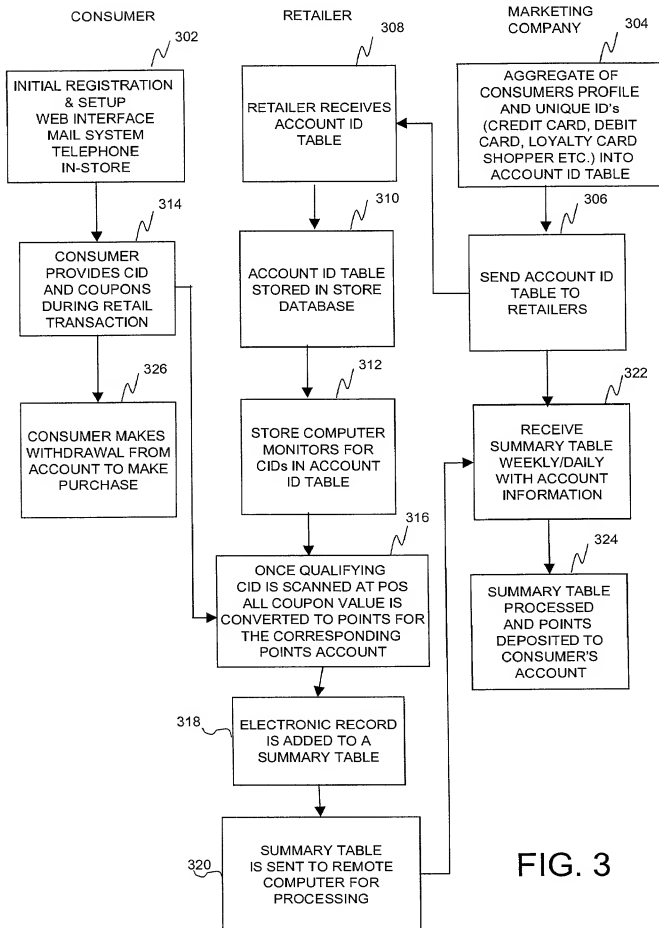 CONSUMER
302
INITIAL REGISTRATION
& SETUP
WEB INTERFACE
MAIL SYSTEM
TELEPHONE
IN-STORE
314
CONSUMER
PROVIDES CID
AND COUPONS
DURING RETAIL
TRANSACTION
326
CONSUMER MAKES
WITHDRAWAL FROM
ACCOUNT TO MAKE
PURCHASE
RETAILER
308
RETAILER RECEIVES
ACCOUNT ID
TABLE
310
ACCOUNT ID TABLE
STORED IN STORE
DATABASE
312
STORE COMPUTER
MONITORS FOR
CIDs IN ACCOUNT
ID TABLE
316
ONCE QUALIFYING
CID IS SCANNED AT POS
ALL COUPON VALUE IS
CONVERTED TO POINTS FOR
THE CORRESPONDING
POINTS ACCOUNT
318
ELECTRONIC RECORD
IS ADDED TO A
SUMMARY TABLE
320
SUMMARY TABLE
IS SENT TO REMOTE
COMPUTER FOR
PROCESSING
MARKETING
COMPANY
304
AGGREGATE OF
CONSUMERS PROFILE
AND UNIQUE ID's
(CREDIT CARD, DEBIT
CARD, LOYALTY CARD
SHOPPER ETC.) INTO
ACCOUNT ID TABLE
306
SEND ACCOUNT ID
TABLE TO
RETAILERS
322
RECEIVE
SUMMARY TABLE
WEEKLY/DAILY
WITH ACCOUNT
INFORMATION
324
SUMMARY TABLE
PROCESSED
AND POINTS
DEPOSITED TO
CONSUMER'S
ACCOUNT
FIG. 3